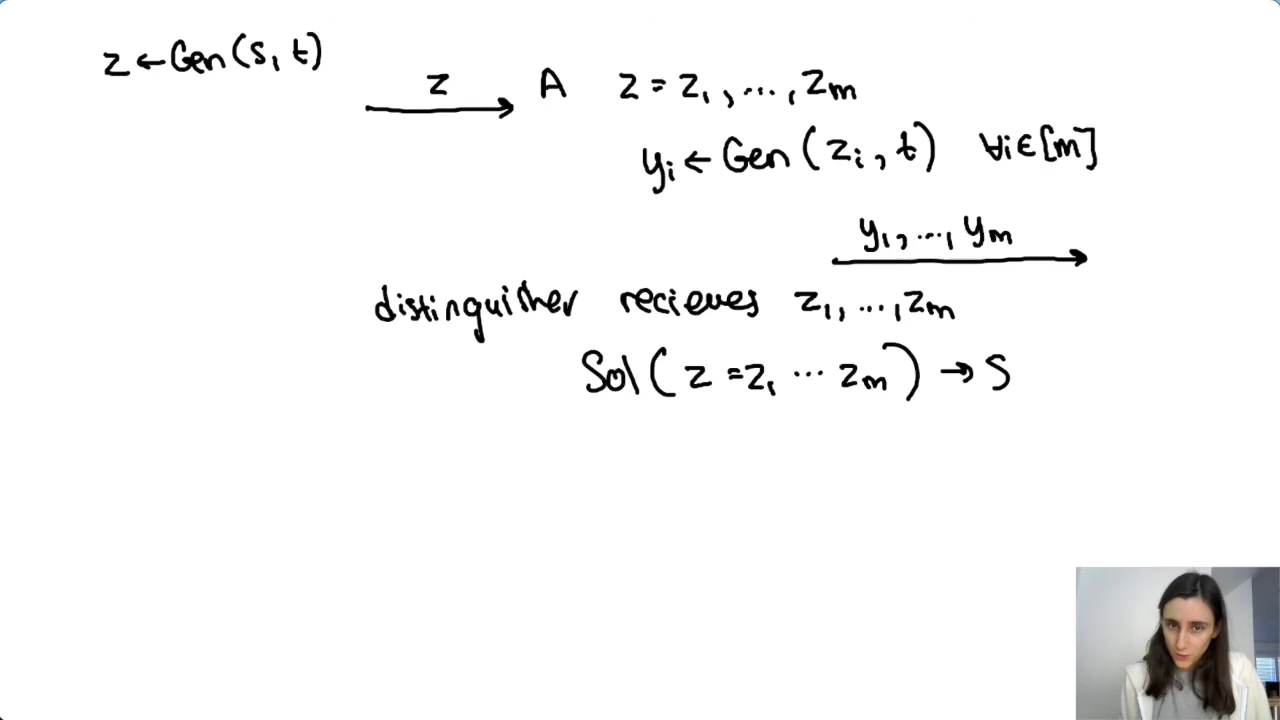 z ← Gen(s, t)
z
A z = z₁, ..., zₘ
yᵢ ← Gen(zᵢ, t) ∀i∈[m]
y₁, ..., yₘ
distinguisher recieves z₁, ..., zₘ
Sol(z = z₁ ... zₘ) → s